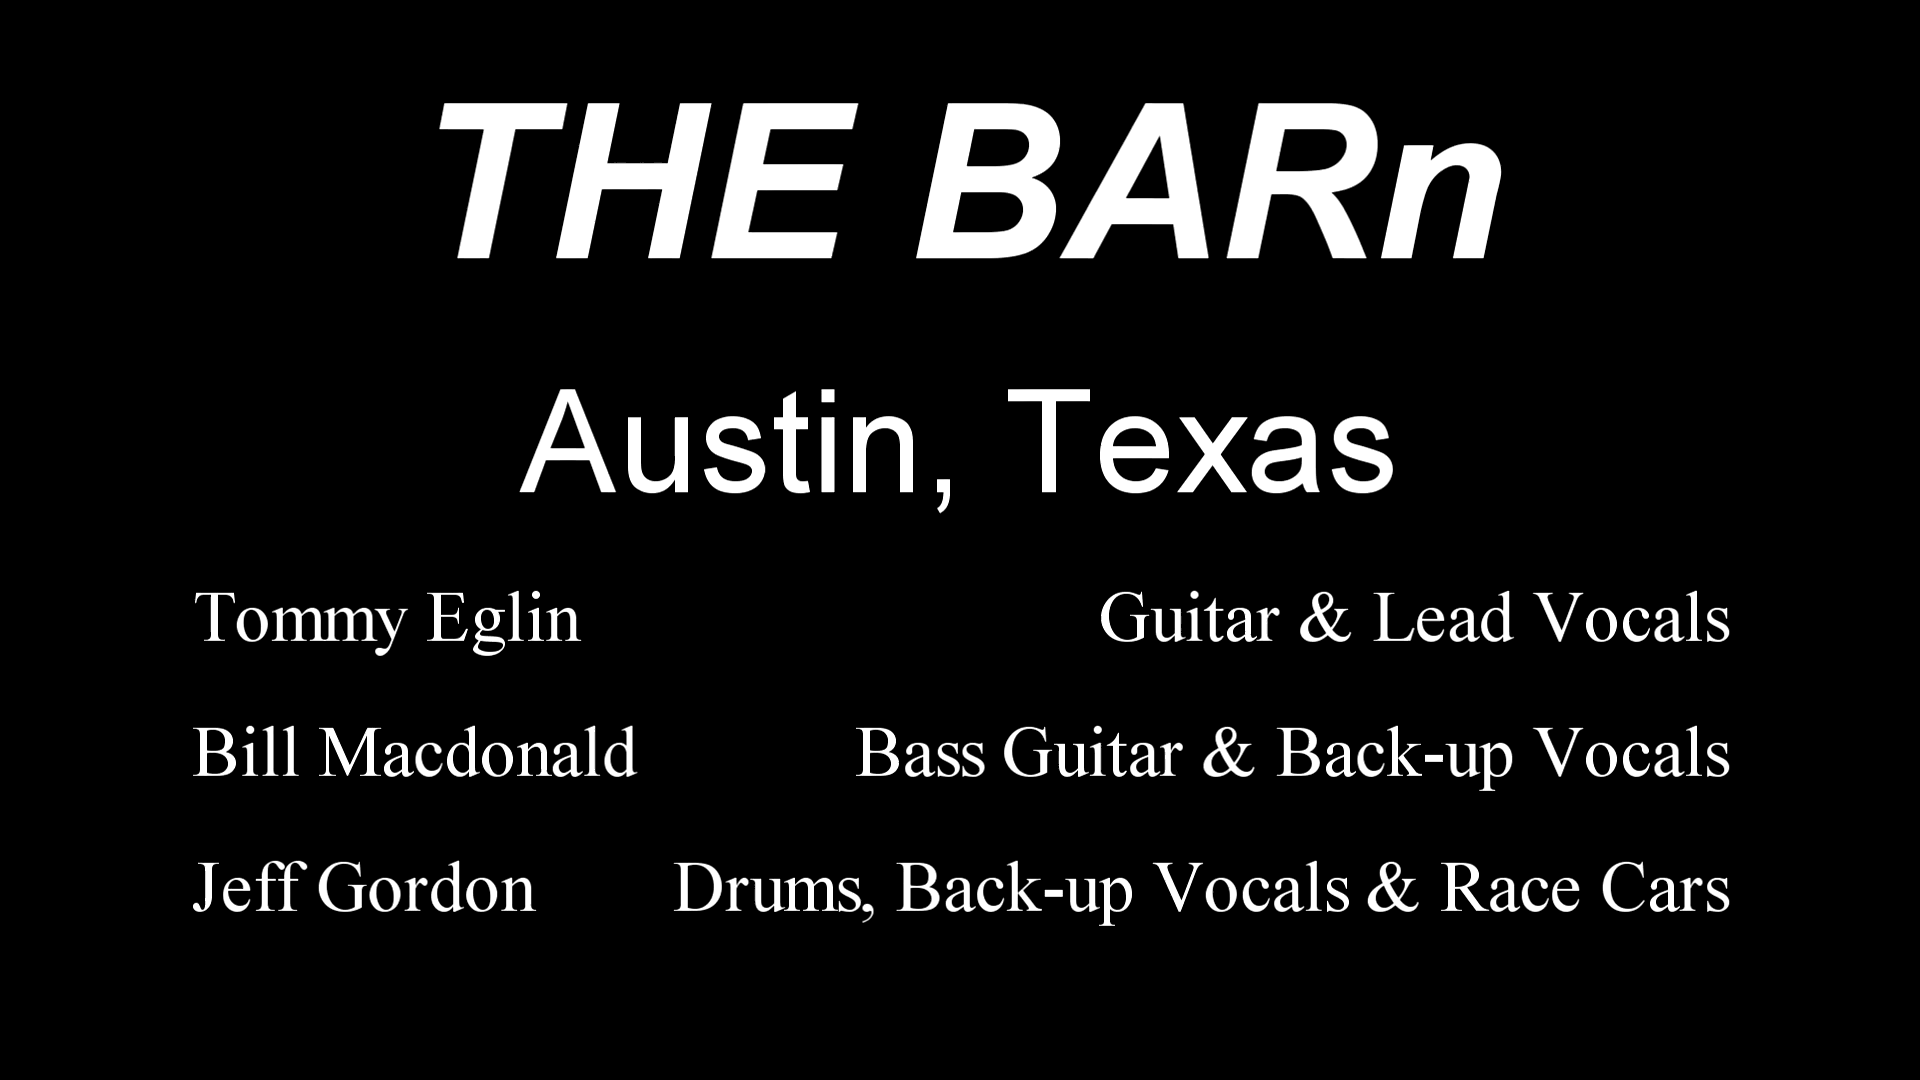 THE BARn
Austin, Texas
Tommy Eglin Guitar & Lead Vocals
Bill Macdonald Bass Guitar & Back-up Vocals
Jeff Gordon Drums, Back-up Vocals & Race Cars